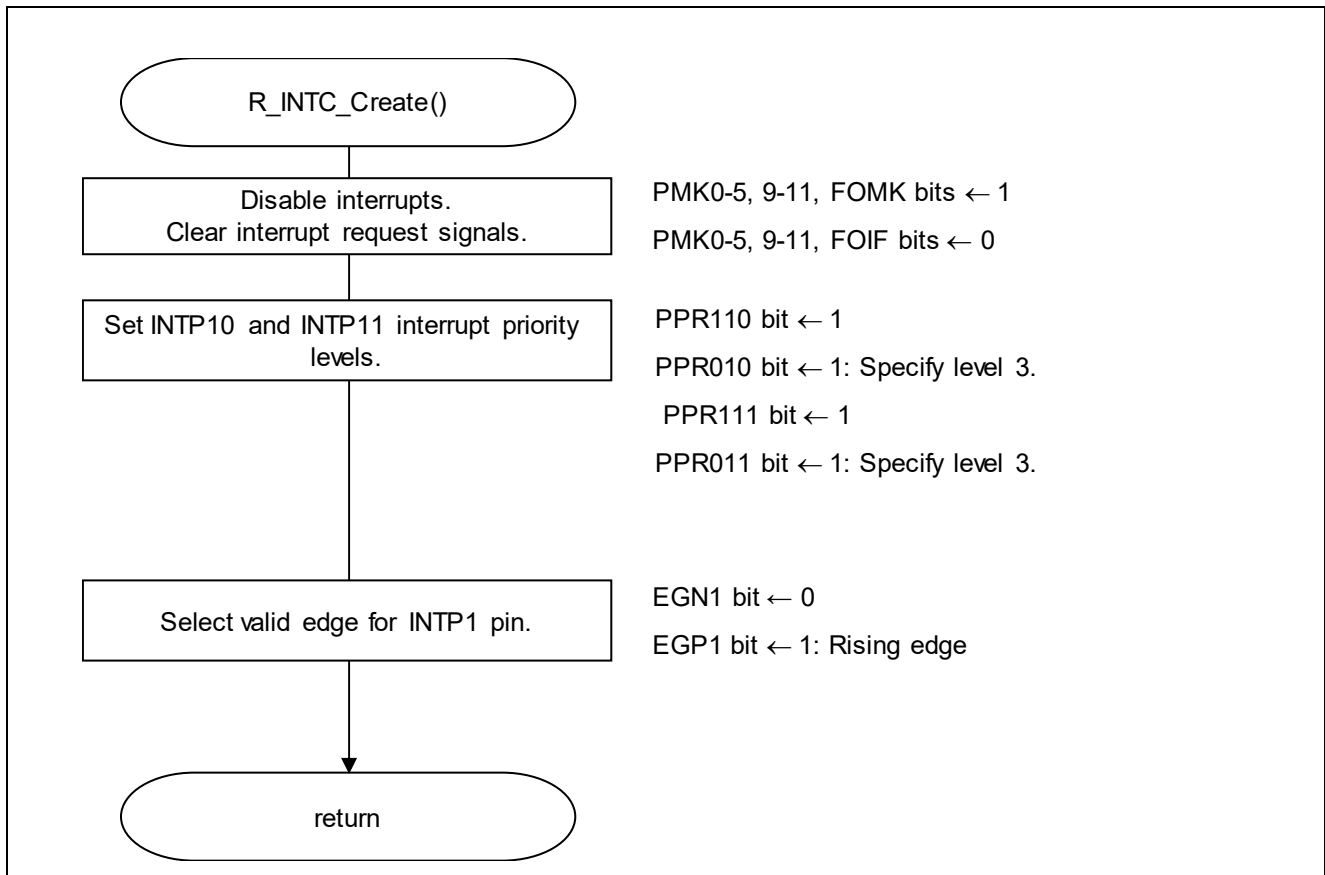 R_INTC_Create()
Disable interrupts.
Clear interrupt request signals.
PMK0-5, 9-11, FOMK bits ← 1
PMK0-5, 9-11, FOIF bits ← 0
Set INTP10 and INTP11 interrupt priority
levels.
PPR110 bit ← 1
PPR010 bit ← 1: Specify level 3.
PPR111 bit ← 1
PPR011 bit ← 1: Specify level 3.
Select valid edge for INTP1 pin.
EGN1 bit ← 0
EGP1 bit ← 1: Rising edge
return